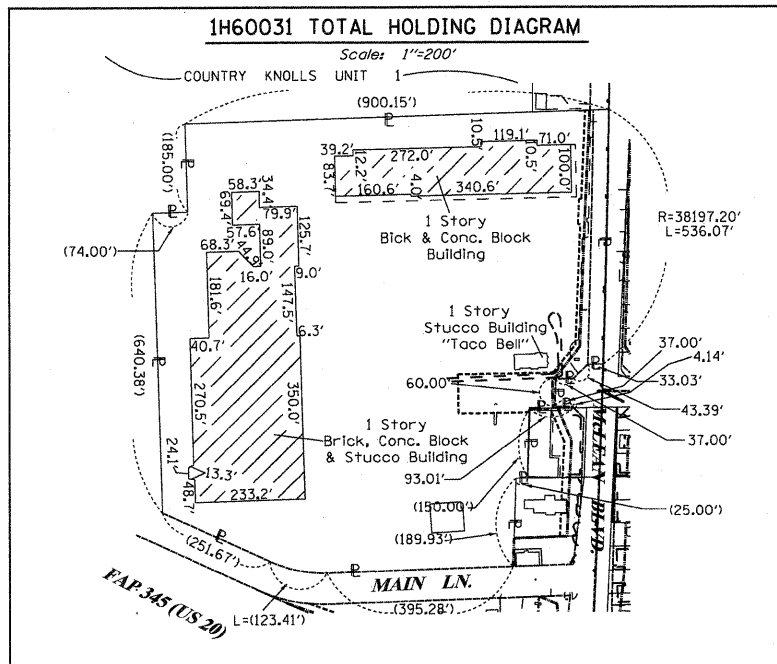 1H60031 TOTAL HOLDING DIAGRAM
Scale: 1"=200'
COUNTRY KNOLLS UNIT 1
(900.15')
(185.00')
10.5'
119.1'
10.5'
71.0'
39.2'
12.2'
272.0'
100.0'
83.7'
160.6'
4.0'
340.6'
58.3'
34.4'
69.4'
79.9'
57.6'
89.0'
125.7'
1 Story
Bick & Conc. Block
Building
R=38197.20'
L=536.07'
(74.00')
68.3'
44.9'
16.0'
9.0'
181.6'
147.5'
6.3'
1 Story
Stucco Building
"Taco Bell"
37.00'
4.14'
33.03'
43.39'
37.00'
(640.38')
40.7'
60.00'
270.5'
350.0'
1 Story
Brick, Conc. Block
& Stucco Building
93.01'
McLEAN BLVD.
24.1'
13.3'
48.7'
233.2'
(150.00')
(25.00')
(189.93')
(251.67')
MAIN LN.
FAP 345 (US 20)
L=(123.41')
(395.28')